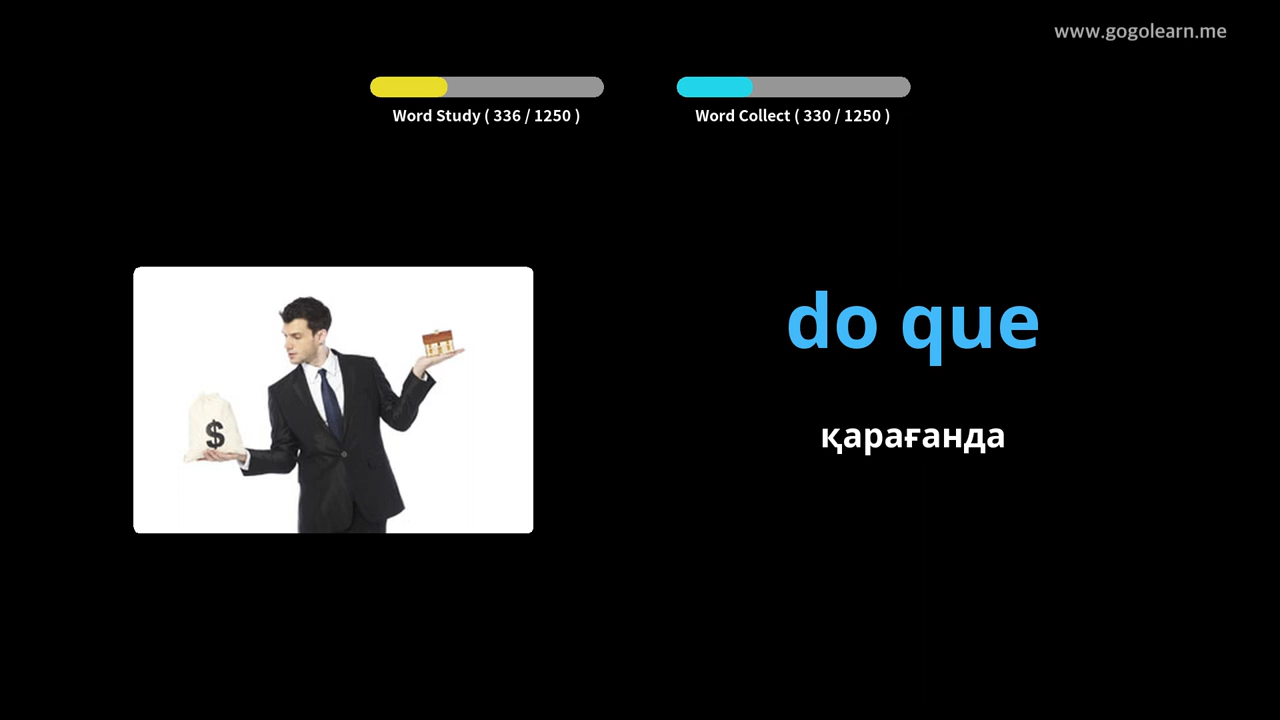 www.gogolearn.me
Word Study ( 336 / 1250 )
Word Collect ( 330 / 1250 )
$
do que
қарағанда